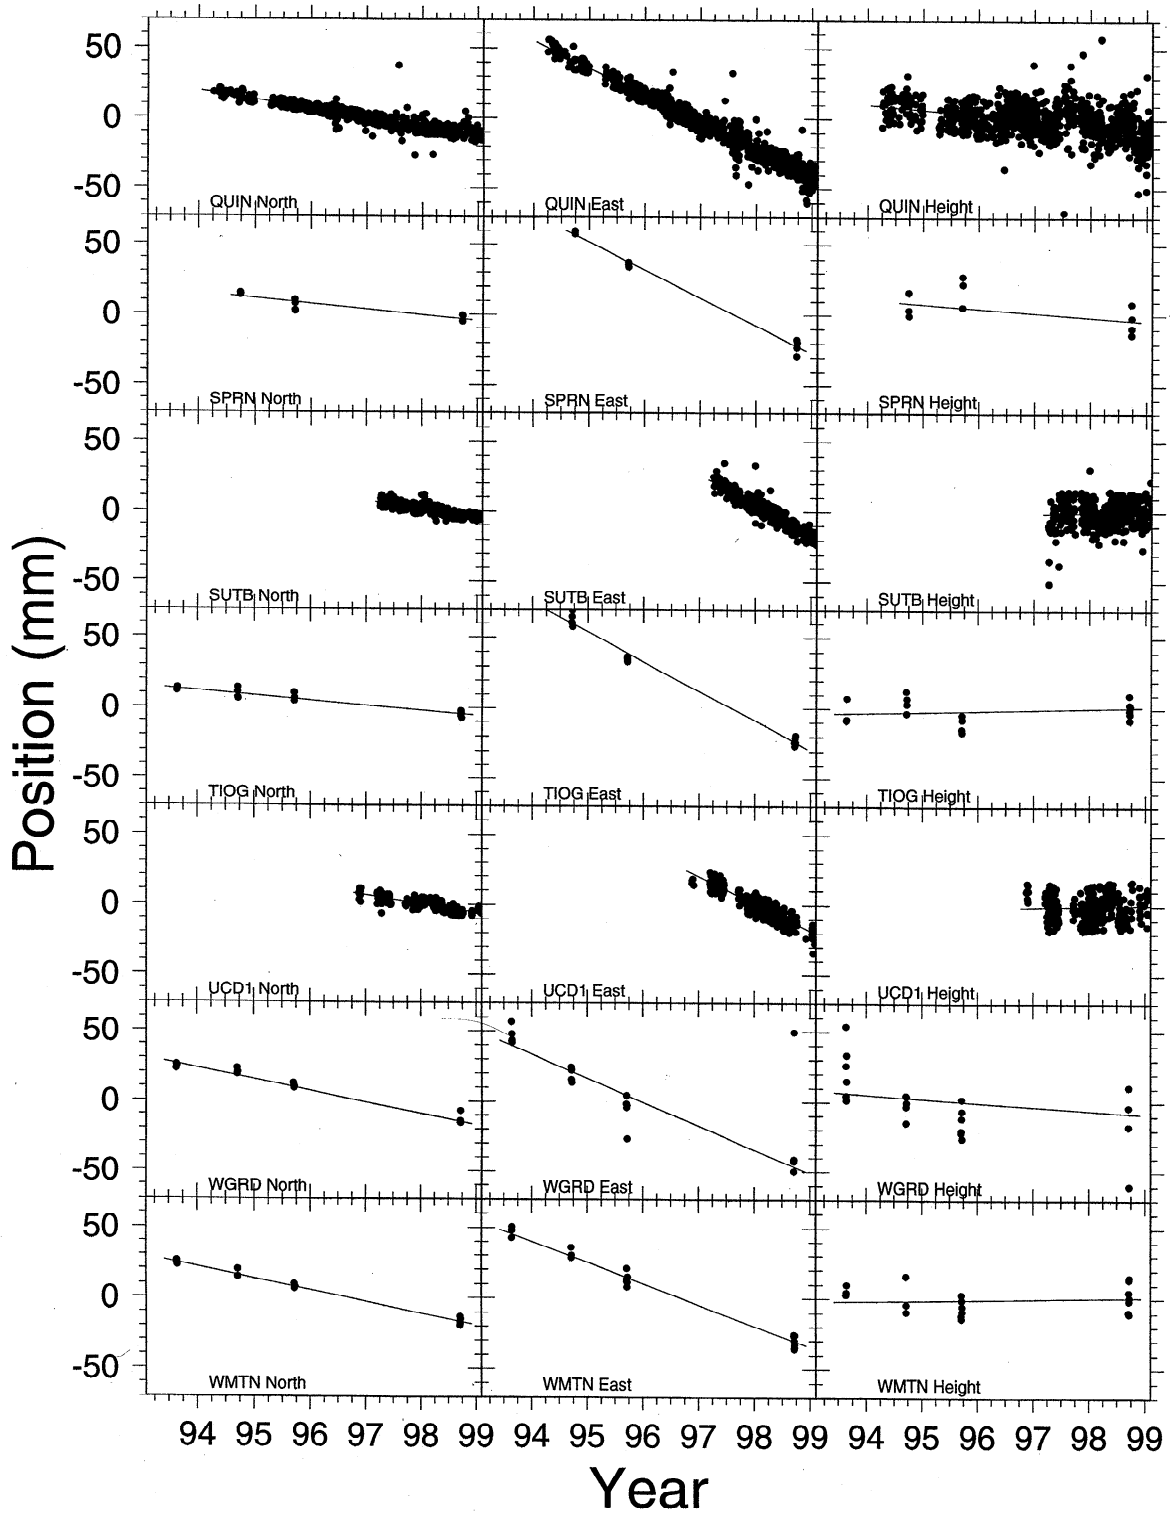 50
0
-50
QUIN North
QUIN East
QUIN Height
50
0
-50
SPRN North
SPRN East
SPRN Height
50
0
-50
SUTB North
SUTB East
SUTB Height
50
0
-50
TIOG North
TIOG East
TIOG Height
50
0
-50
UCD1 North
UCD1 East
UCD1 Height
50
0
-50
WGRD North
WGRD East
WGRD Height
50
0
-50
WMTN North
WMTN East
WMTN Height
Position (mm)
94 95 96 97 98 99 94 95 96 97 98 99 94 95 96 97 98 99
Year